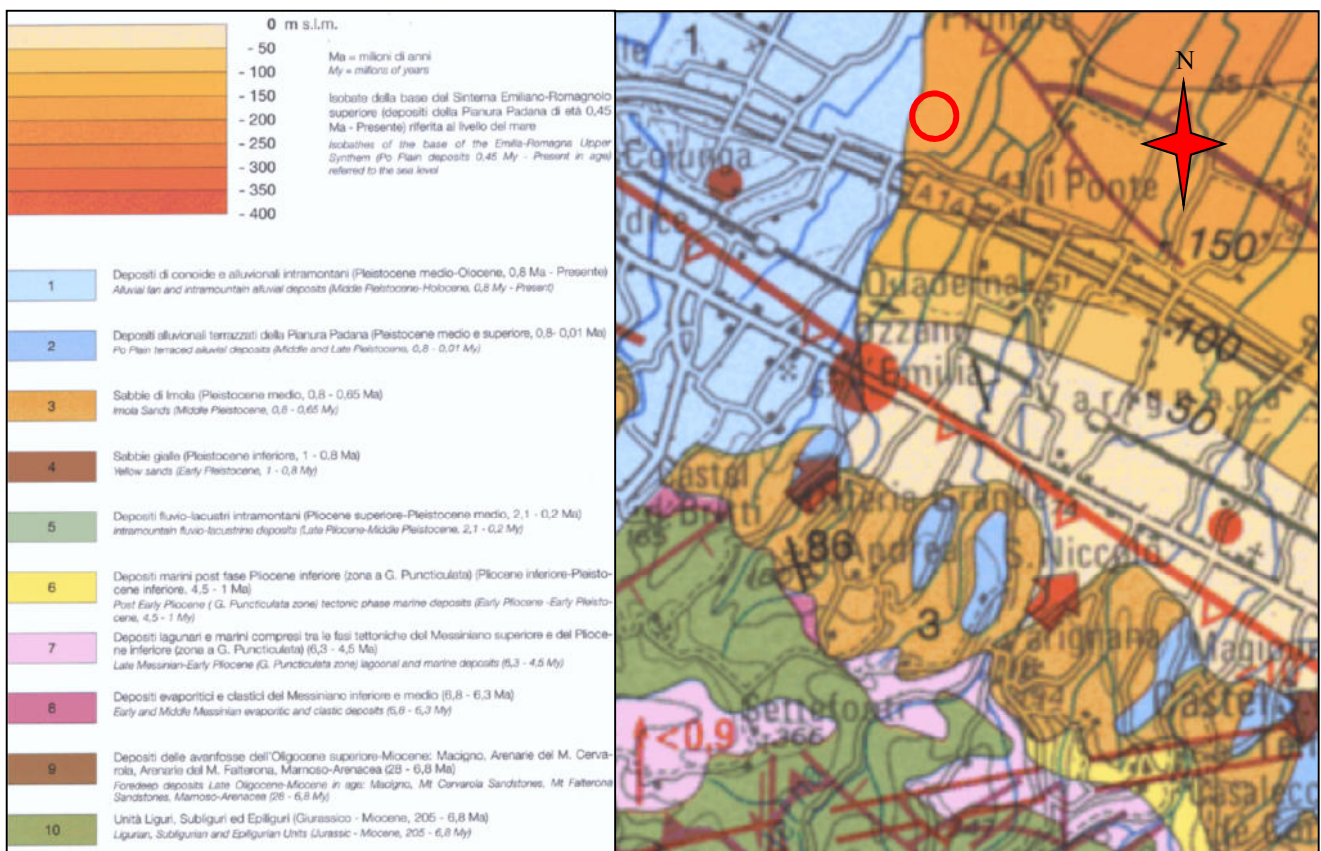 0 m s.l.m.
- 50
- 100
- 150
- 200
- 250
- 300
- 350
- 400
Ma = milioni di anni
My = millions of years
Isobate della base del Sintema Emiliano-Romagnolo
superiore (depositi della Pianura Padana di età 0,45
Ma - Presente) riferita al livello del mare
Isobathes of the base of the Emilia-Romagna Upper
Synthem (Po Plain deposits 0,45 My - Present in age)
referred to the sea level
1
Depositi di conoide e alluvionali intramontani (Pleistocene medio-Olocene, 0,8 Ma - Presente)
Alluvial fan and intramountain alluvial deposits (Middle Pleistocene-Holocene, 0,8 My - Present)
2
Depositi alluvionali terrazzati della Pianura Padana (Pleistocene medio e superiore, 0,8- 0,01 Ma)
Po Plain terraced alluvial deposits (Middle and Late Pleistocene, 0,8 - 0,01 My)
3
Sabbie di Imola (Pleistocene medio, 0,8 - 0,65 Ma)
Imola Sands (Middle Pleistocene, 0,8 - 0,65 My)
4
Sabbie gialle (Pleistocene inferiore, 1 - 0,8 Ma)
Yellow sands (Early Pleistocene, 1 - 0,8 My)
5
Depositi fluvio-lacustri intramontani (Pliocene superiore-Pleistocene medio, 2,1 - 0,2 Ma)
Intramountain fluvio-lacustrine deposits (Late Pliocene-Middle Pleistocene, 2,1 - 0,2 My)
6
Depositi marini post fase Pliocene inferiore (zona a G. Puncticulata) (Pliocene inferiore-Pleisto-
cene inferiore, 4,5 - 1 Ma)
Post Early Pliocene ( G. Puncticulata zone) tectonic phase marine deposits (Early Pliocene -Early Pleisto-
cene, 4,5 - 1 My)
7
Depositi lagunari e marini compresi tra le fasi tettoniche del Messiniano superiore e del Plioce-
ne inferiore (zona a G. Puncticulata) (6,3 - 4,5 Ma)
Late Messinian-Early Pliocene (G. Puncticulata zone) lagoonal and marine deposits (6,3 - 4,5 My)
8
Depositi evaporitici e clastici del Messiniano inferiore e medio (6,8 - 6,3 Ma)
Early and Middle Messinian evaporitic and clastic deposits (6,8 - 6,3 My)
9
Depositi delle avanfosse dell'Oligocene superiore-Miocene: Macigno, Arenarie del M. Cerva-
rola, Arenarie del M. Falterona, Marnoso-Arenacea (28 - 6,8 Ma)
Foredeep deposits Late Oligocene-Miocene in age: Macigno, Mt Cervarola Sandstones, Mt Falterona
Sandstones, Marnoso-Arenacea (28 - 6,8 My)
10
Unità Liguri, Subliguri ed Epiliguri (Giurassico - Miocene, 205 - 6,8 Ma)
Ligurian, Subligurian and Epiligurian Units (Jurassic - Miocene, 205 - 6,8 My)
1
N
35
Colunga
il Ponte
A14
150
Quaderna
51
100
Ozzano
d'Emilia
Varignana
50
Castel
de' Britti
Osteria Grande
86
S. Andrea
S. Niccolò
3
Varignana
Settefonti
<0.9
366
Castel